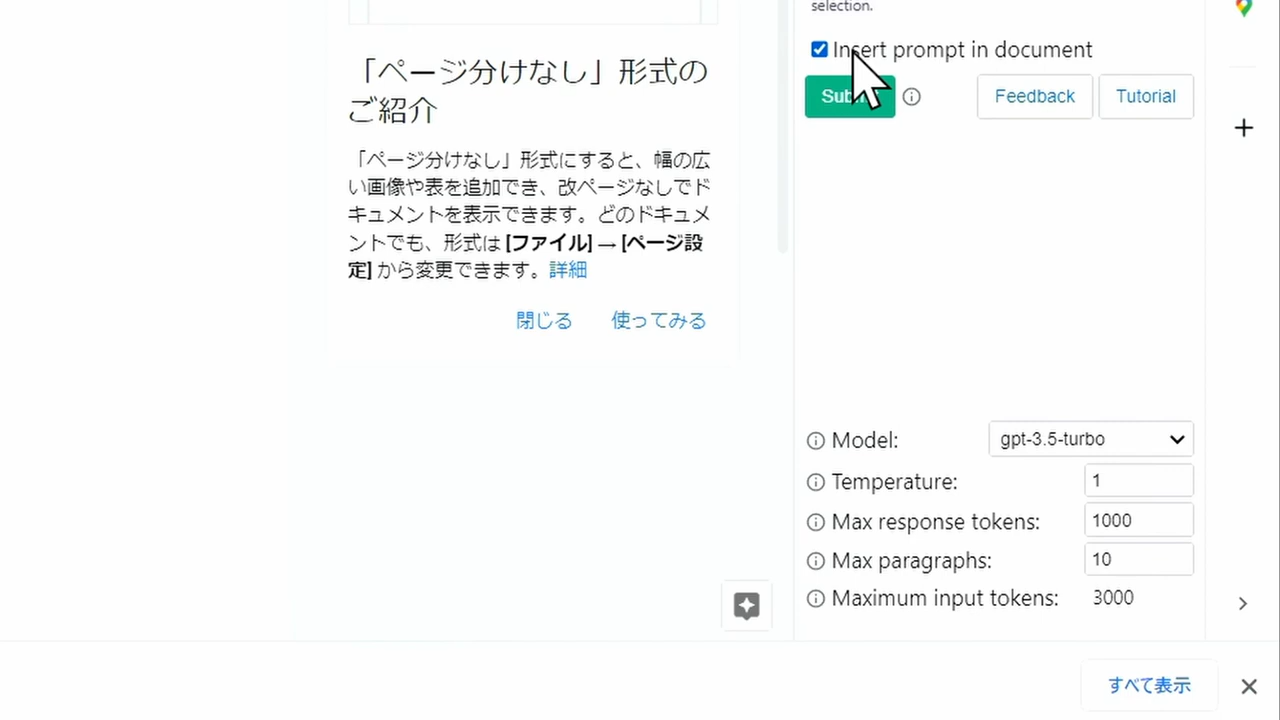 selection.
Insert prompt in document
Feedback
Tutorial
「ページ分けなし」形式の
ご紹介
「ページ分けなし」形式にすると、幅の広
い画像や表を追加でき、改ページなしでド
キュメントを表示できます。どのドキュメ
ントでも、形式は [ファイル] → [ページ設
定] から変更できます。詳細
閉じる 使ってみる
Model: gpt-3.5-turbo
Temperature: 1
Max response tokens: 1000
Max paragraphs: 10
Maximum input tokens: 3000
すべて表示